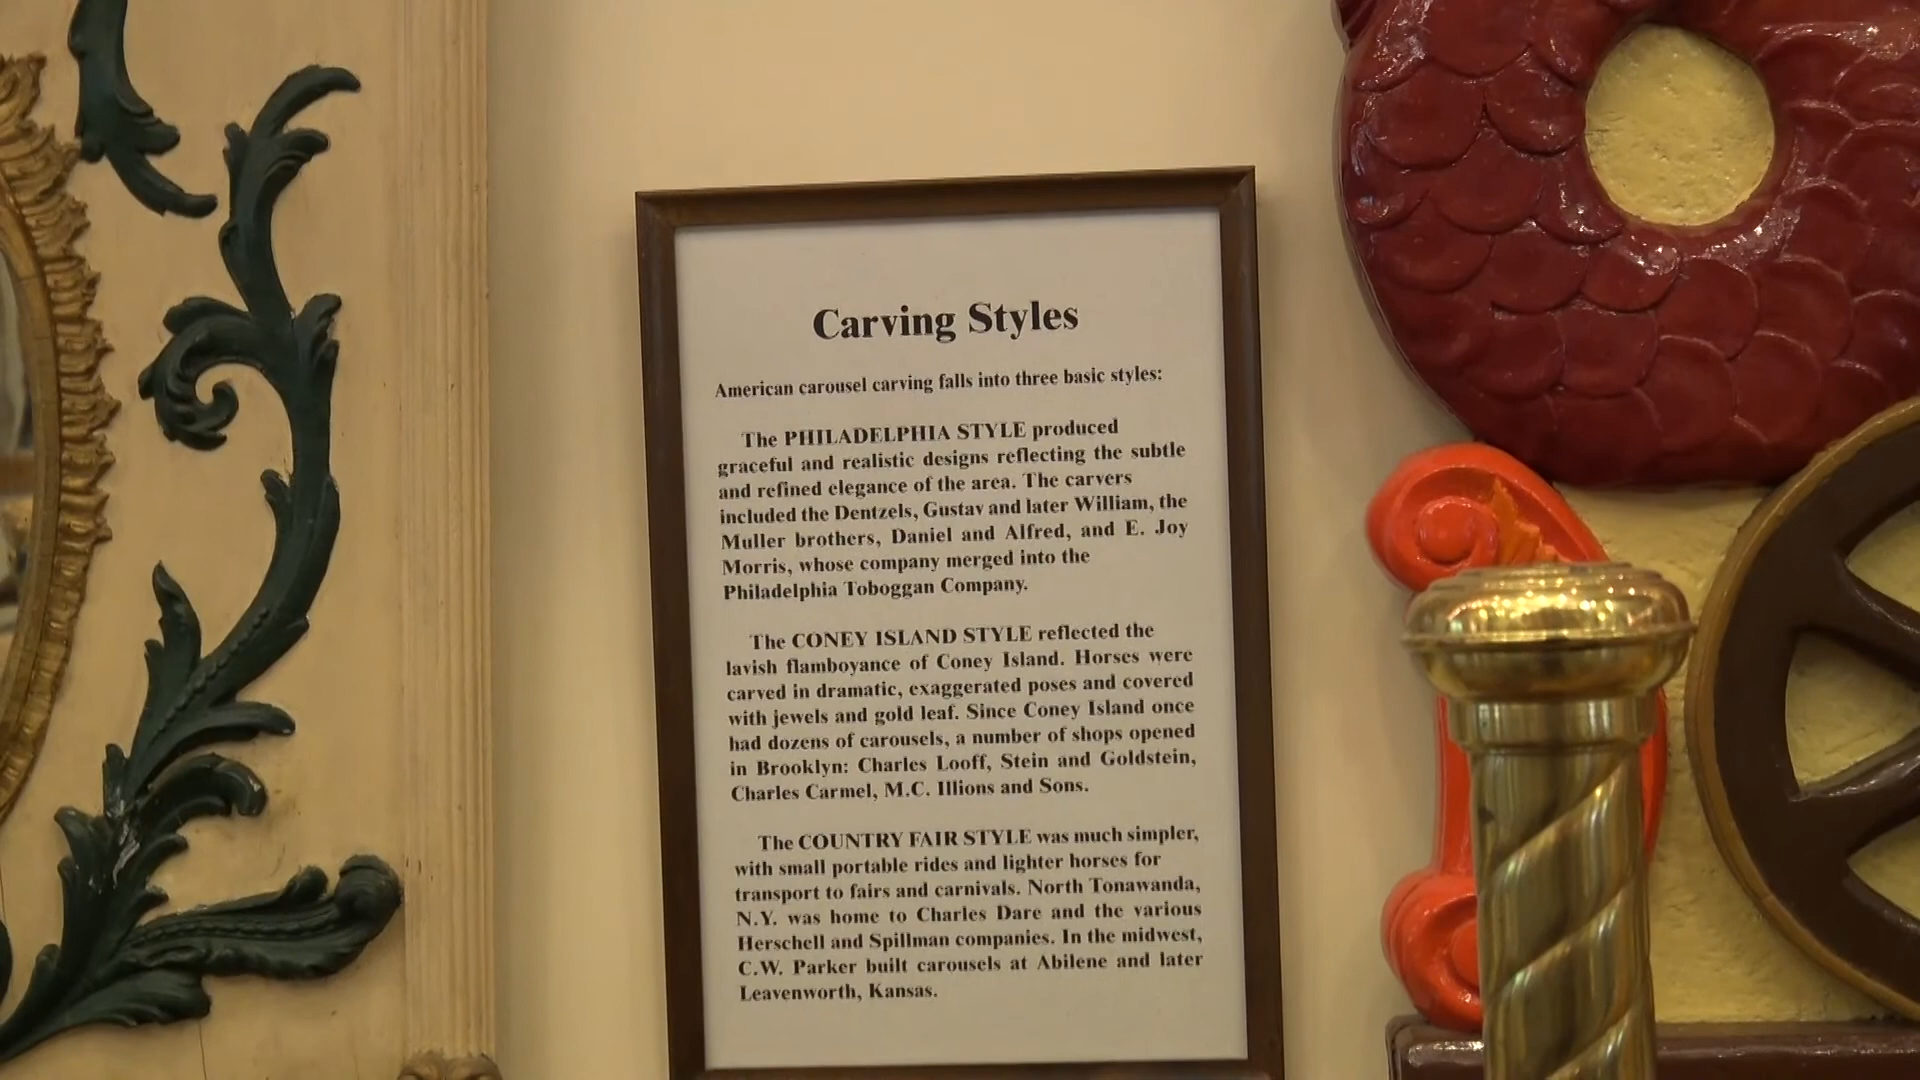 Carving Styles
American carousel carving falls into three basic styles:
The PHILADELPHIA STYLE produced
graceful and realistic designs reflecting the subtle
and refined elegance of the area. The carvers
included the Dentzels, Gustav and later William, the
Muller brothers, Daniel and Alfred, and E. Joy
Morris, whose company merged into the
Philadelphia Toboggan Company.
The CONEY ISLAND STYLE reflected the
lavish flamboyance of Coney Island. Horses were
carved in dramatic, exaggerated poses and covered
with jewels and gold leaf. Since Coney Island once
had dozens of carousels, a number of shops opened
in Brooklyn: Charles Looff, Stein and Goldstein,
Charles Carmel, M.C. Illions and Sons.
The COUNTRY FAIR STYLE was much simpler,
with small portable rides and lighter horses for
transport to fairs and carnivals. North Tonawanda,
N.Y. was home to Charles Dare and the various
Herschell and Spillman companies. In the midwest,
C.W. Parker built carousels at Abilene and later
Leavenworth, Kansas.